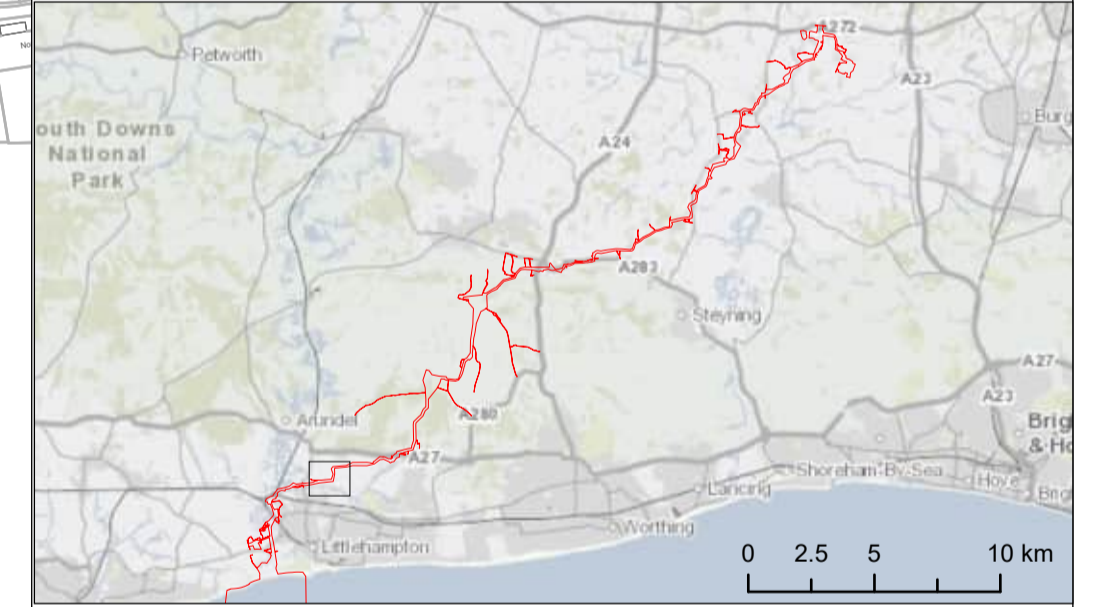 No
A272
Petworth
A23
outh Downs
National
Park
Burg
A24
A283
Steyning
A27
A23
Arundel
A280
Brig
& Ho
A27
Shoreham-By-Sea
Hove
Lancing
Brig
Worthing
Littlehampton
0 2.5 5 10 km